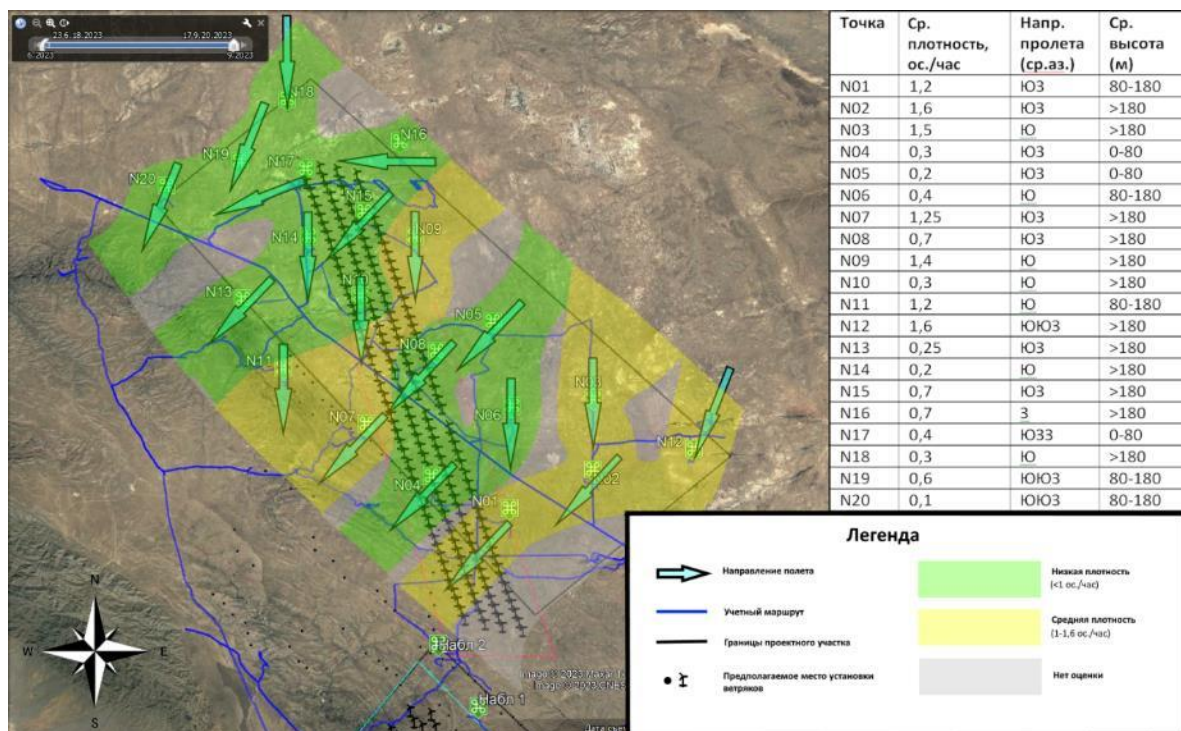 23.6.18.2023
17.9.20.2023
6.2023
9.2023
N18
N16
N19
N17
N20
N15
N09
N14
N13
N05
N08
N11
N07
N06
N12
N04
N01
Набл 2
Набл 1
N
W
E
S
Точка Ср. плотность, ос./час Напр. пролета (ср.аз.) Ср. высота (м)
N01 1,2 ЮЗ 80-180
N02 1,6 ЮЗ >180
N03 1,5 Ю >180
N04 0,3 ЮЗ 0-80
N05 0,2 ЮЗ 0-80
N06 0,4 Ю 80-180
N07 1,25 ЮЗ >180
N08 0,7 ЮЗ >180
N09 1,4 Ю >180
N10 0,3 Ю >180
N11 1,2 Ю 80-180
N12 1,6 ЮЮЗ >180
N13 0,25 ЮЗ >180
N14 0,2 Ю >180
N15 0,7 ЮЗ >180
N16 0,7 З >180
N17 0,4 ЮЗЗ 0-80
N18 0,3 Ю >180
N19 0,6 ЮЮЗ 80-180
N20 0,1 ЮЮЗ 80-180
Легенда
Направление полета
Учетный маршрут
Границы проектного участка
Предполагаемое место установки
ветряков
Низкая плотность
(<1 ос./час)
Средняя плотность
(1-1,6 ос./час)
Нет оценки